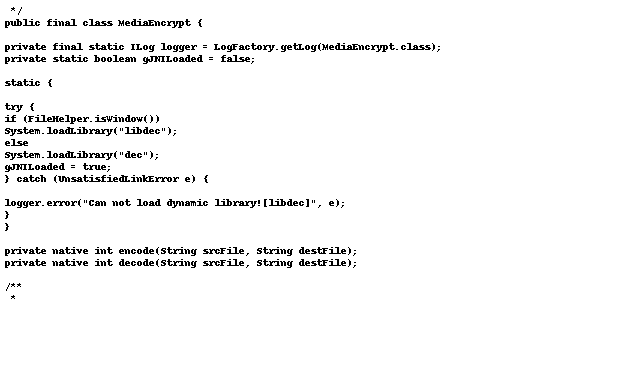 */
public final class MediaEncrypt {
private final static ILog logger = LogFactory.getLog(MediaEncrypt.class);
private static boolean gJNILoaded = false;
static {
try {
if (FileHelper.isWindow())
System.loadLibrary("libdec");
else
System.loadLibrary("dec");
gJNILoaded = true;
} catch (UnsatisfiedLinkError e) {
logger.error("Can not load dynamic library![libdec]", e);
}
}
private native int encode(String srcFile, String destFile);
private native int decode(String srcFile, String destFile);
/**
*